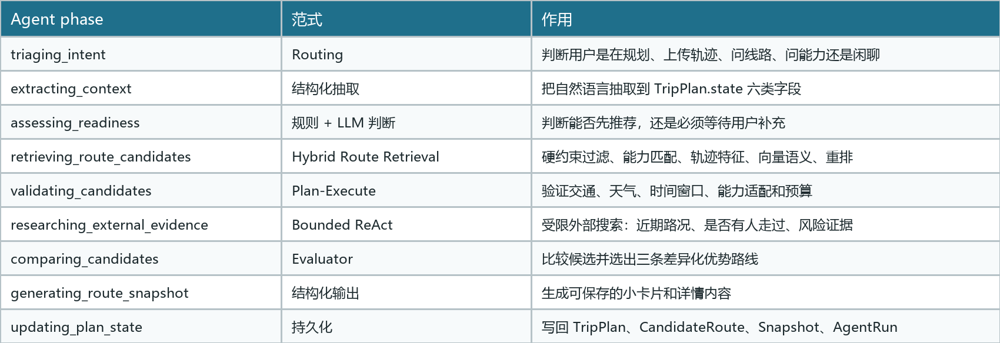 Agent phase 范式 作用
triaging_intent Routing 判断用户是在规划、上传轨迹、问线路、问能力还是闲聊
extracting_context 结构化抽取 把自然语言抽取到 TripPlan.state 六类字段
assessing_readiness 规则 + LLM 判断 判断能否先推荐，还是必须等待用户补充
retrieving_route_candidates Hybrid Route Retrieval 硬约束过滤、能力匹配、轨迹特征、向量语义、重排
validating_candidates Plan-Execute 验证交通、天气、时间窗口、能力适配和预算
researching_external_evidence Bounded ReAct 受限外部搜索：近期路况、是否有人走过、风险证据
comparing_candidates Evaluator 比较候选并选出三条差异化优势路线
generating_route_snapshot 结构化输出 生成可保存的小卡片和详情内容
updating_plan_state 持久化 写回 TripPlan、CandidateRoute、Snapshot、AgentRun